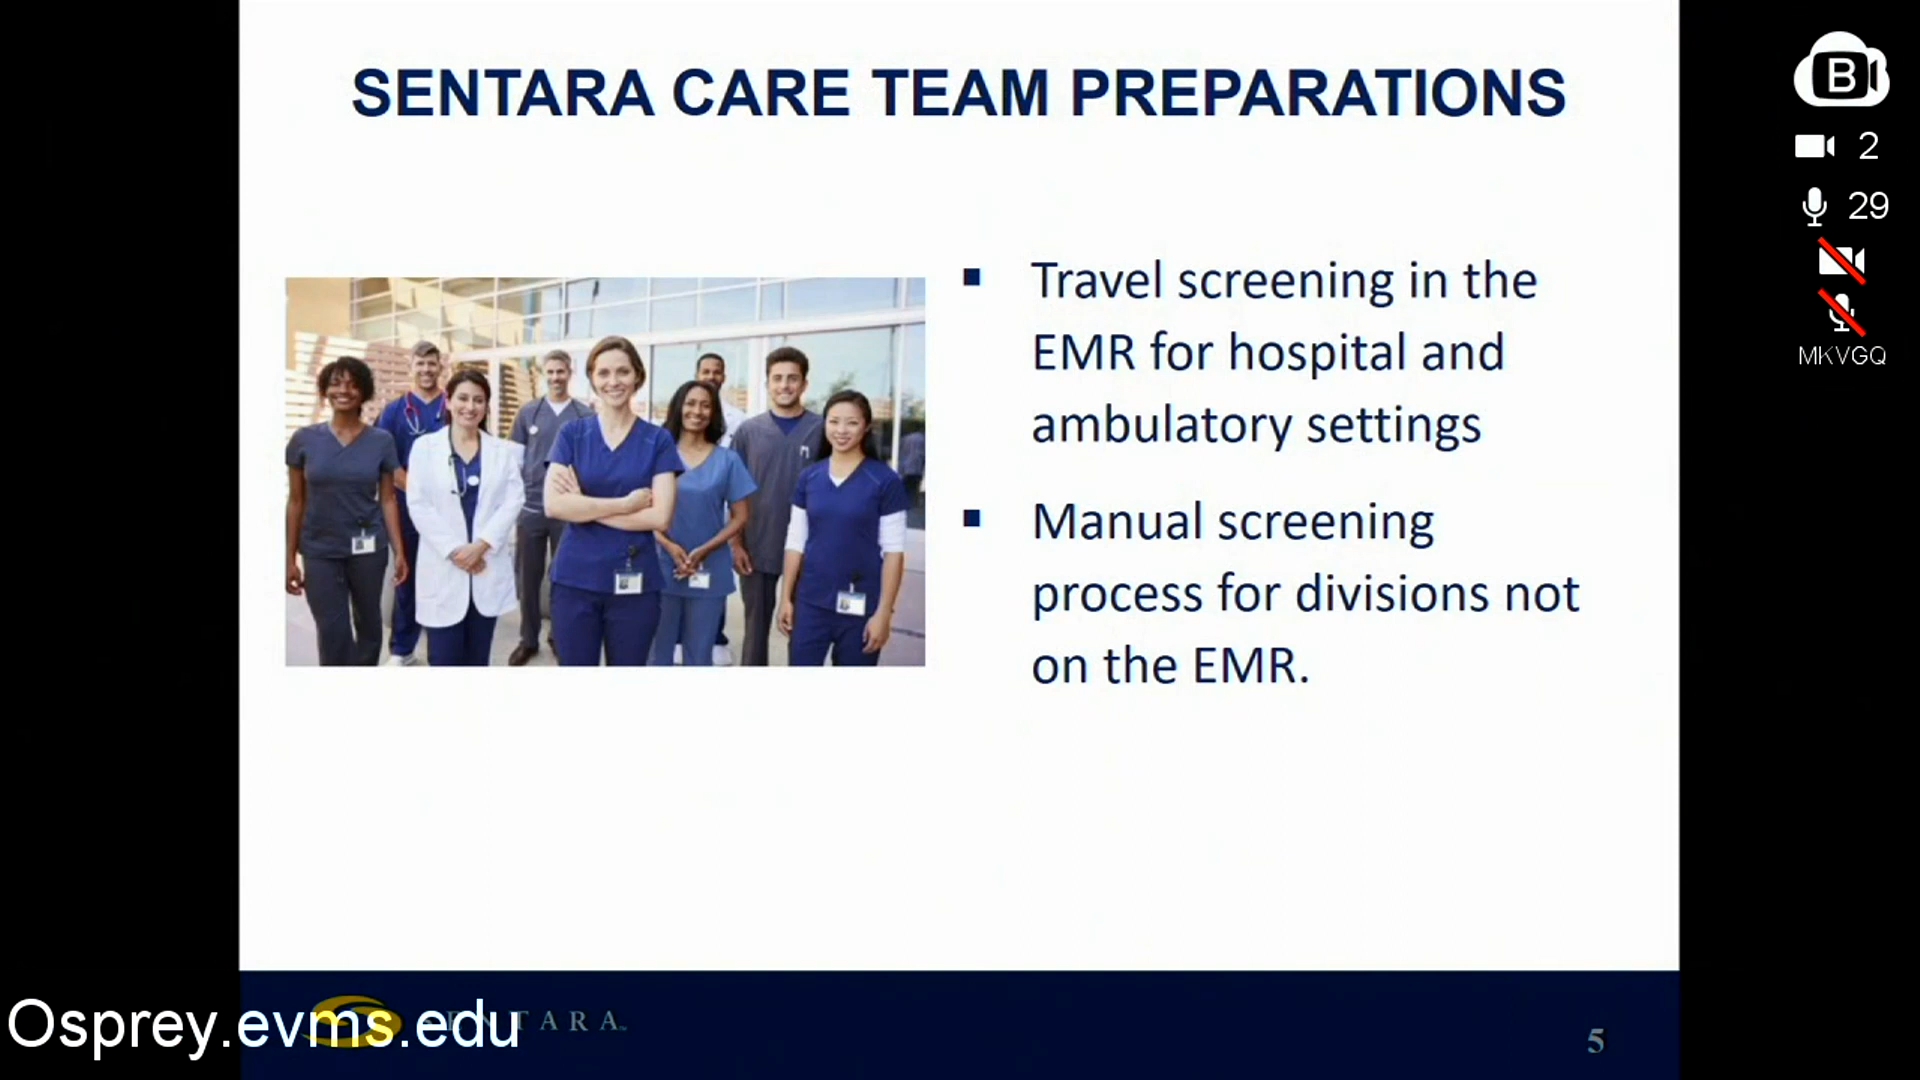 SENTARA CARE TEAM PREPARATIONS
B
2
29
MKVGQ
▪ Travel screening in the
EMR for hospital and
ambulatory settings
▪ Manual screening
process for divisions not
on the EMR.
Osprey.evms.edu
SENTARA
5